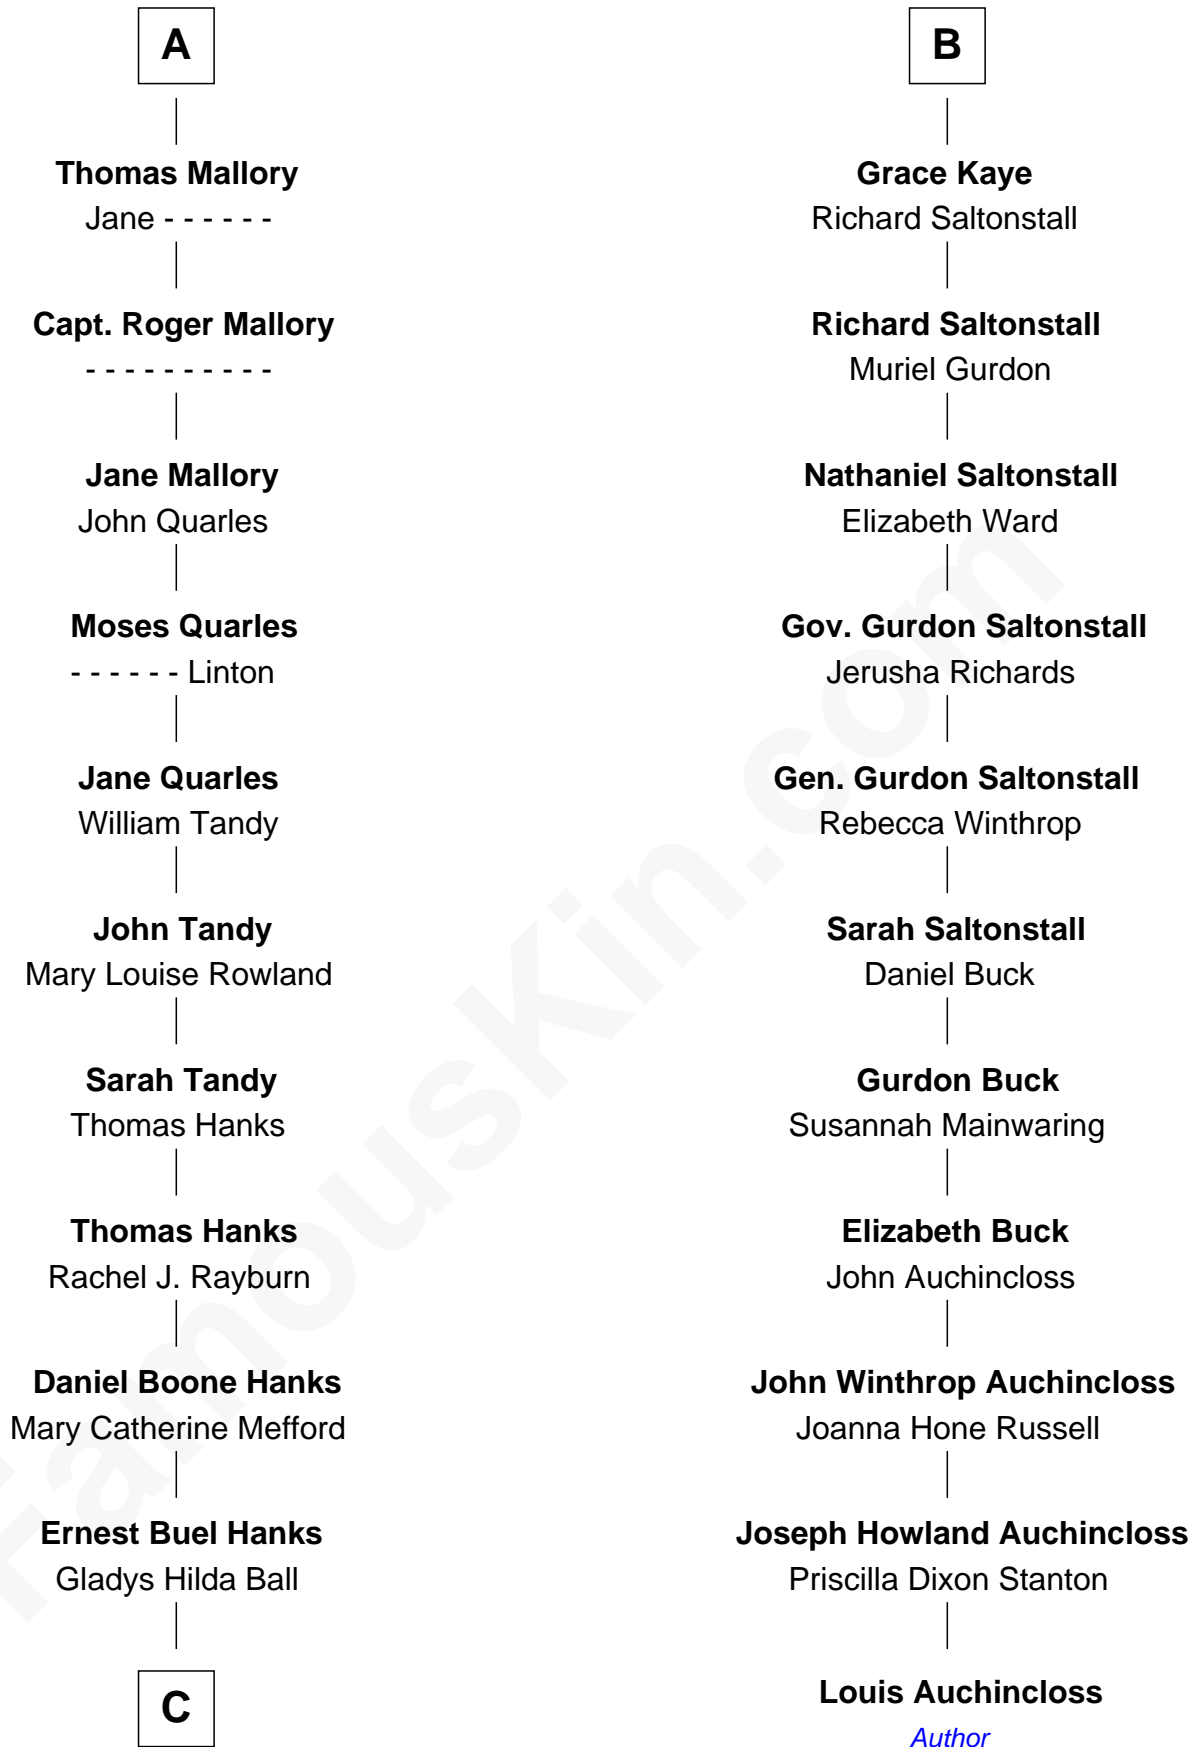 A
Thomas Mallory
Jane - - - - - -
Capt. Roger Mallory
- - - - - - - - - -
Jane Mallory
John Quarles
Moses Quarles
- - - - - - Linton
Jane Quarles
William Tandy
John Tandy
Mary Louise Rowland
Sarah Tandy
Thomas Hanks
Thomas Hanks
Rachel J. Rayburn
Daniel Boone Hanks
Mary Catherine Mefford
Ernest Buel Hanks
Gladys Hilda Ball
C
B
Grace Kaye
Richard Saltonstall
Richard Saltonstall
Muriel Gurdon
Nathaniel Saltonstall
Elizabeth Ward
Gov. Gurdon Saltonstall
Jerusha Richards
Gen. Gurdon Saltonstall
Rebecca Winthrop
Sarah Saltonstall
Daniel Buck
Gurdon Buck
Susannah Mainwaring
Elizabeth Buck
John Auchincloss
John Winthrop Auchincloss
Joanna Hone Russell
Joseph Howland Auchincloss
Priscilla Dixon Stanton
Louis Auchincloss
Author
FamousKin.com